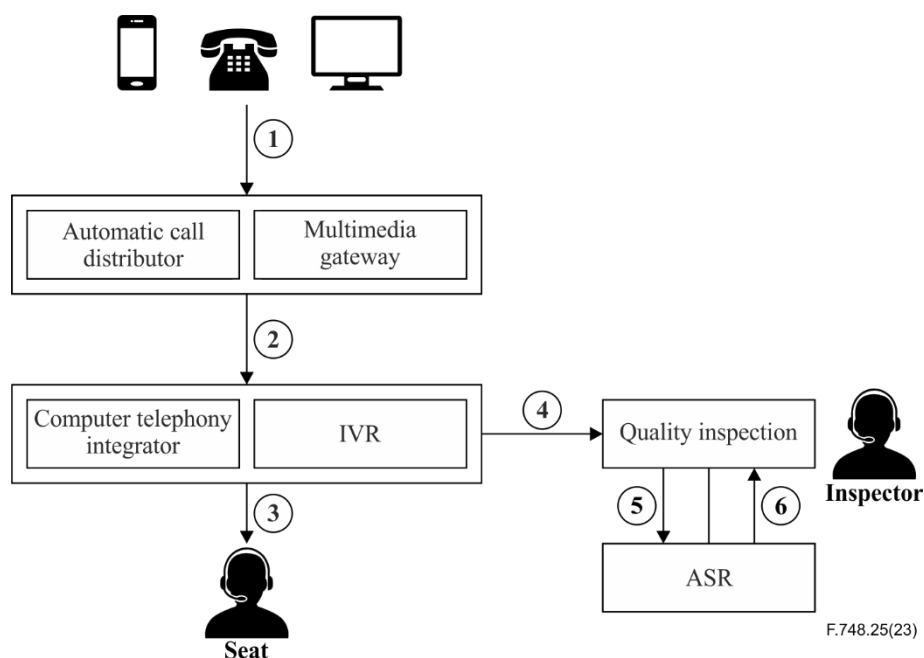 1
Automatic call
distributor
Multimedia
gateway
2
Computer telephony
integrator
IVR
4
Quality inspection
Inspector
3
5
6
ASR
Seat
F.748.25(23)